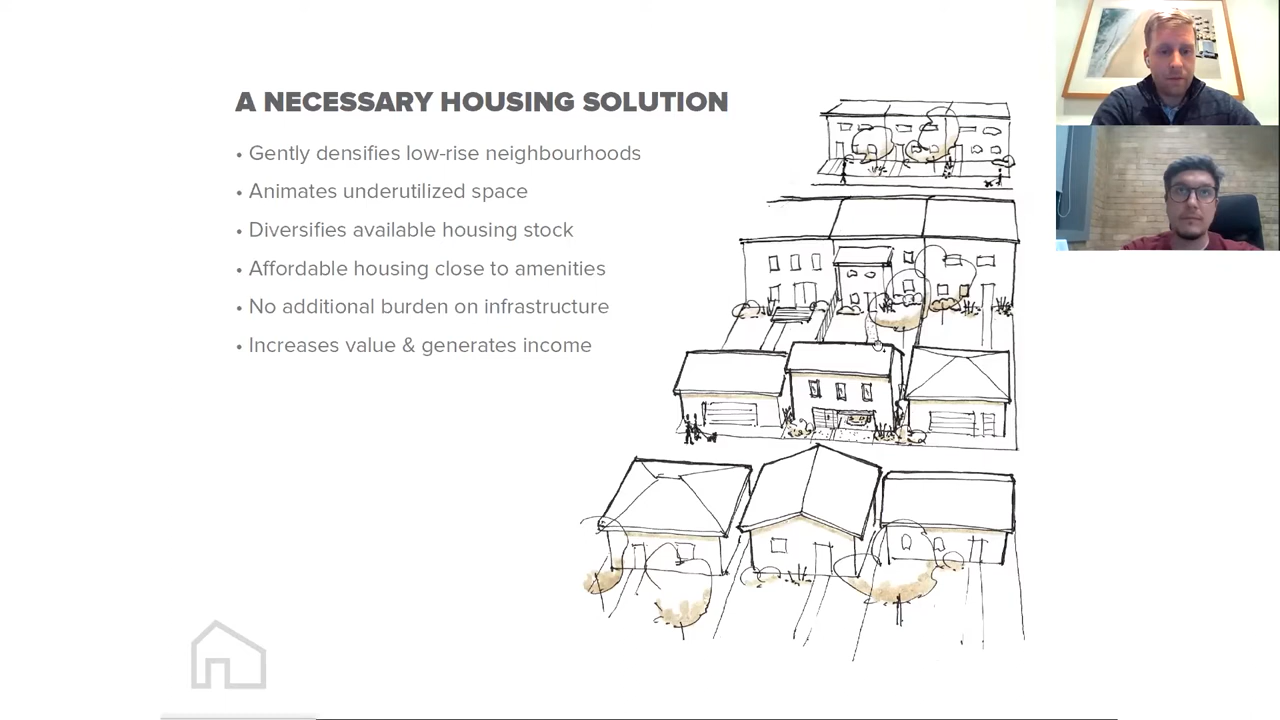 A NECESSARY HOUSING SOLUTION
• Gently densifies low-rise neighbourhoods
• Animates underutilized space
• Diversifies available housing stock
• Affordable housing close to amenities
• No additional burden on infrastructure
• Increases value & generates income